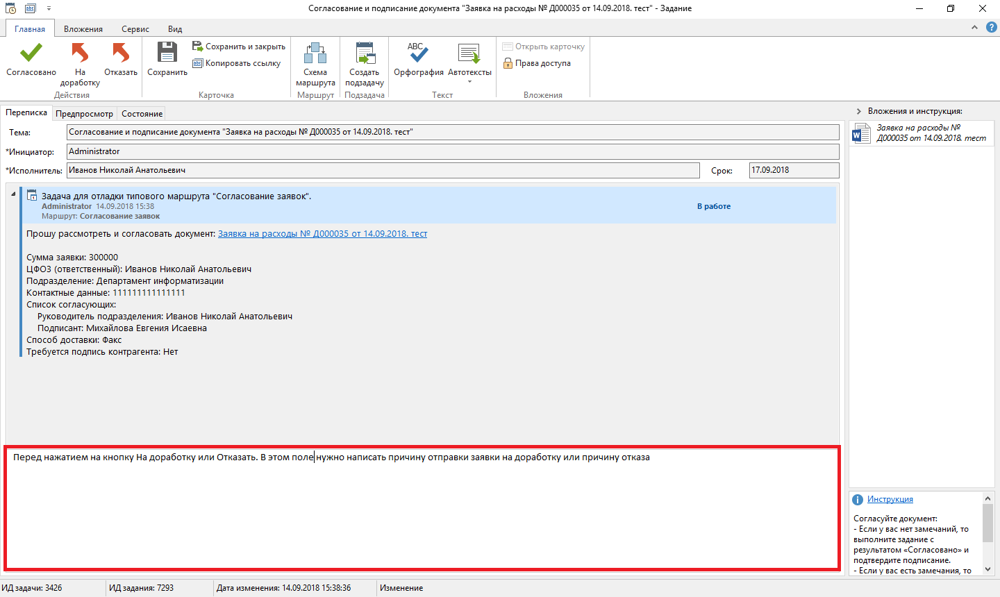 Согласование и подписание документа "Заявка на расходы № Д000035 от 14.09.2018. тест" - Задание
Главная Вложения Сервис Вид
Согласовано
На доработку
Отказать
Действия
Сохранить
Сохранить и закрыть
Копировать ссылку
Карточка
Схема маршрута
Маршрут
Создать подзадачу
Подзадача
ABC
Орфография
Автотексты
Текст
Открыть карточку
Права доступа
Вложения
Переписка Предпросмотр Состояние
Тема: Согласование и подписание документа "Заявка на расходы № Д000035 от 14.09.2018. тест"
*Инициатор: Administrator
*Исполнитель: Иванов Николай Анатольевич Срок: 17.09.2018
Задача для отладки типового маршрута "Согласование заявок".
Administrator 14.09.2018 15:38 В работе
Маршрут: Согласование заявок
Прошу рассмотреть и согласовать документ: Заявка на расходы № Д000035 от 14.09.2018. тест
Сумма заявки: 300000
ЦФОЗ (ответственный): Иванов Николай Анатольевич
Подразделение: Департамент информатизации
Контактные данные: 111111111111111
Список согласующих:
Руководитель подразделения: Иванов Николай Анатольевич
Подписант: Михайлова Евгения Исаевна
Способ доставки: Факс
Требуется подпись контрагента: Нет
Перед нажатием на кнопку На доработку или Отказать. В этом поле нужно написать причину отправки заявки на доработку или причину отказа
Вложения и инструкция:
Заявка на расходы №
Д000035 от 14.09.2018. тест
Инструкция
Согласуйте документ:
- Если у вас нет замечаний, то
выполните задание с
результатом «Согласовано» и
подтвердите подписание.
- Если у вас есть замечания, то
ИД задачи: 3426 ИД задания: 7293 Дата изменения: 14.09.2018 15:38:36 Изменение